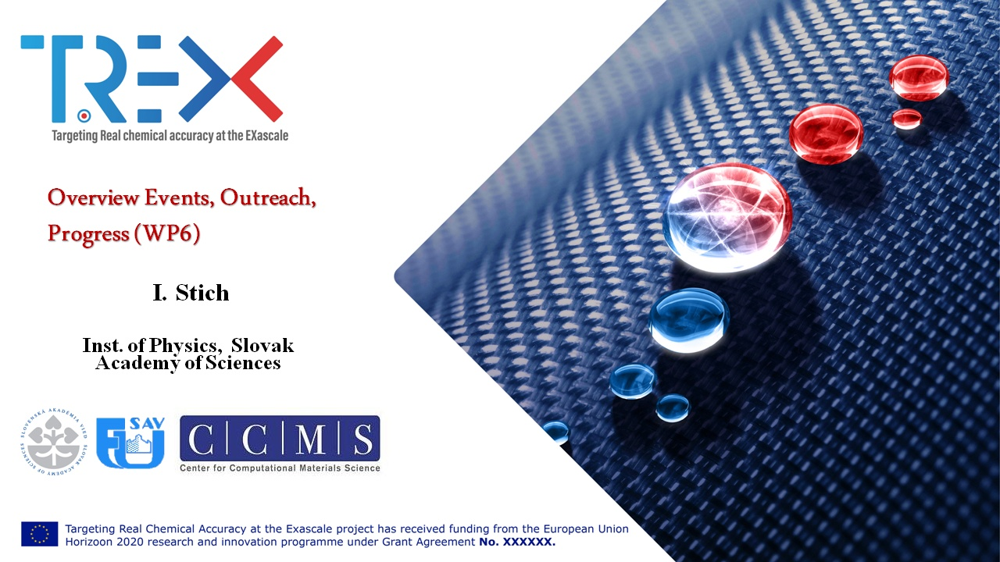 TREX
Targeting Real chemical accuracy at the EXascale
Overview Events, Outreach,
Progress (WP6)
I. Stich
Inst. of Physics, Slovak
Academy of Sciences
SLOVENSKÁ AKADÉMIA VIED
SLOVAK ACADEMY OF SCIENCES
SAV
FU
C|C|M|S
Center for Computational Materials Science
Targeting Real Chemical Accuracy at the Exascale project has received funding from the European Union
Horizoon 2020 research and innovation programme under Grant Agreement No. XXXXXX.